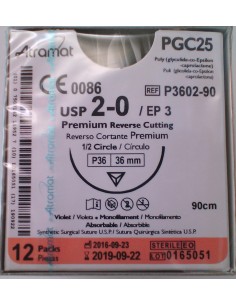 Atramat
PGC25
Poly (glycolide-co-Epsilon
-caprolactone)
CE 0086
REF P3602-90
USP 2-0 / EP 3
Premium Reverse Cutting
Reverso Cortante Premium
1/2 Circle / Círculo
P36 36 mm
90cm
Violet / Violeta • Monofilament / Monofilamento
Absorbable / Absorbible
Synthetic Surgical Suture U.S.P. / Sutura Quirúrgica Sintética U.S.P.
12 Packs
Piezas
2016-09-23
2019-09-22
STERILE EO
LOT 0165051